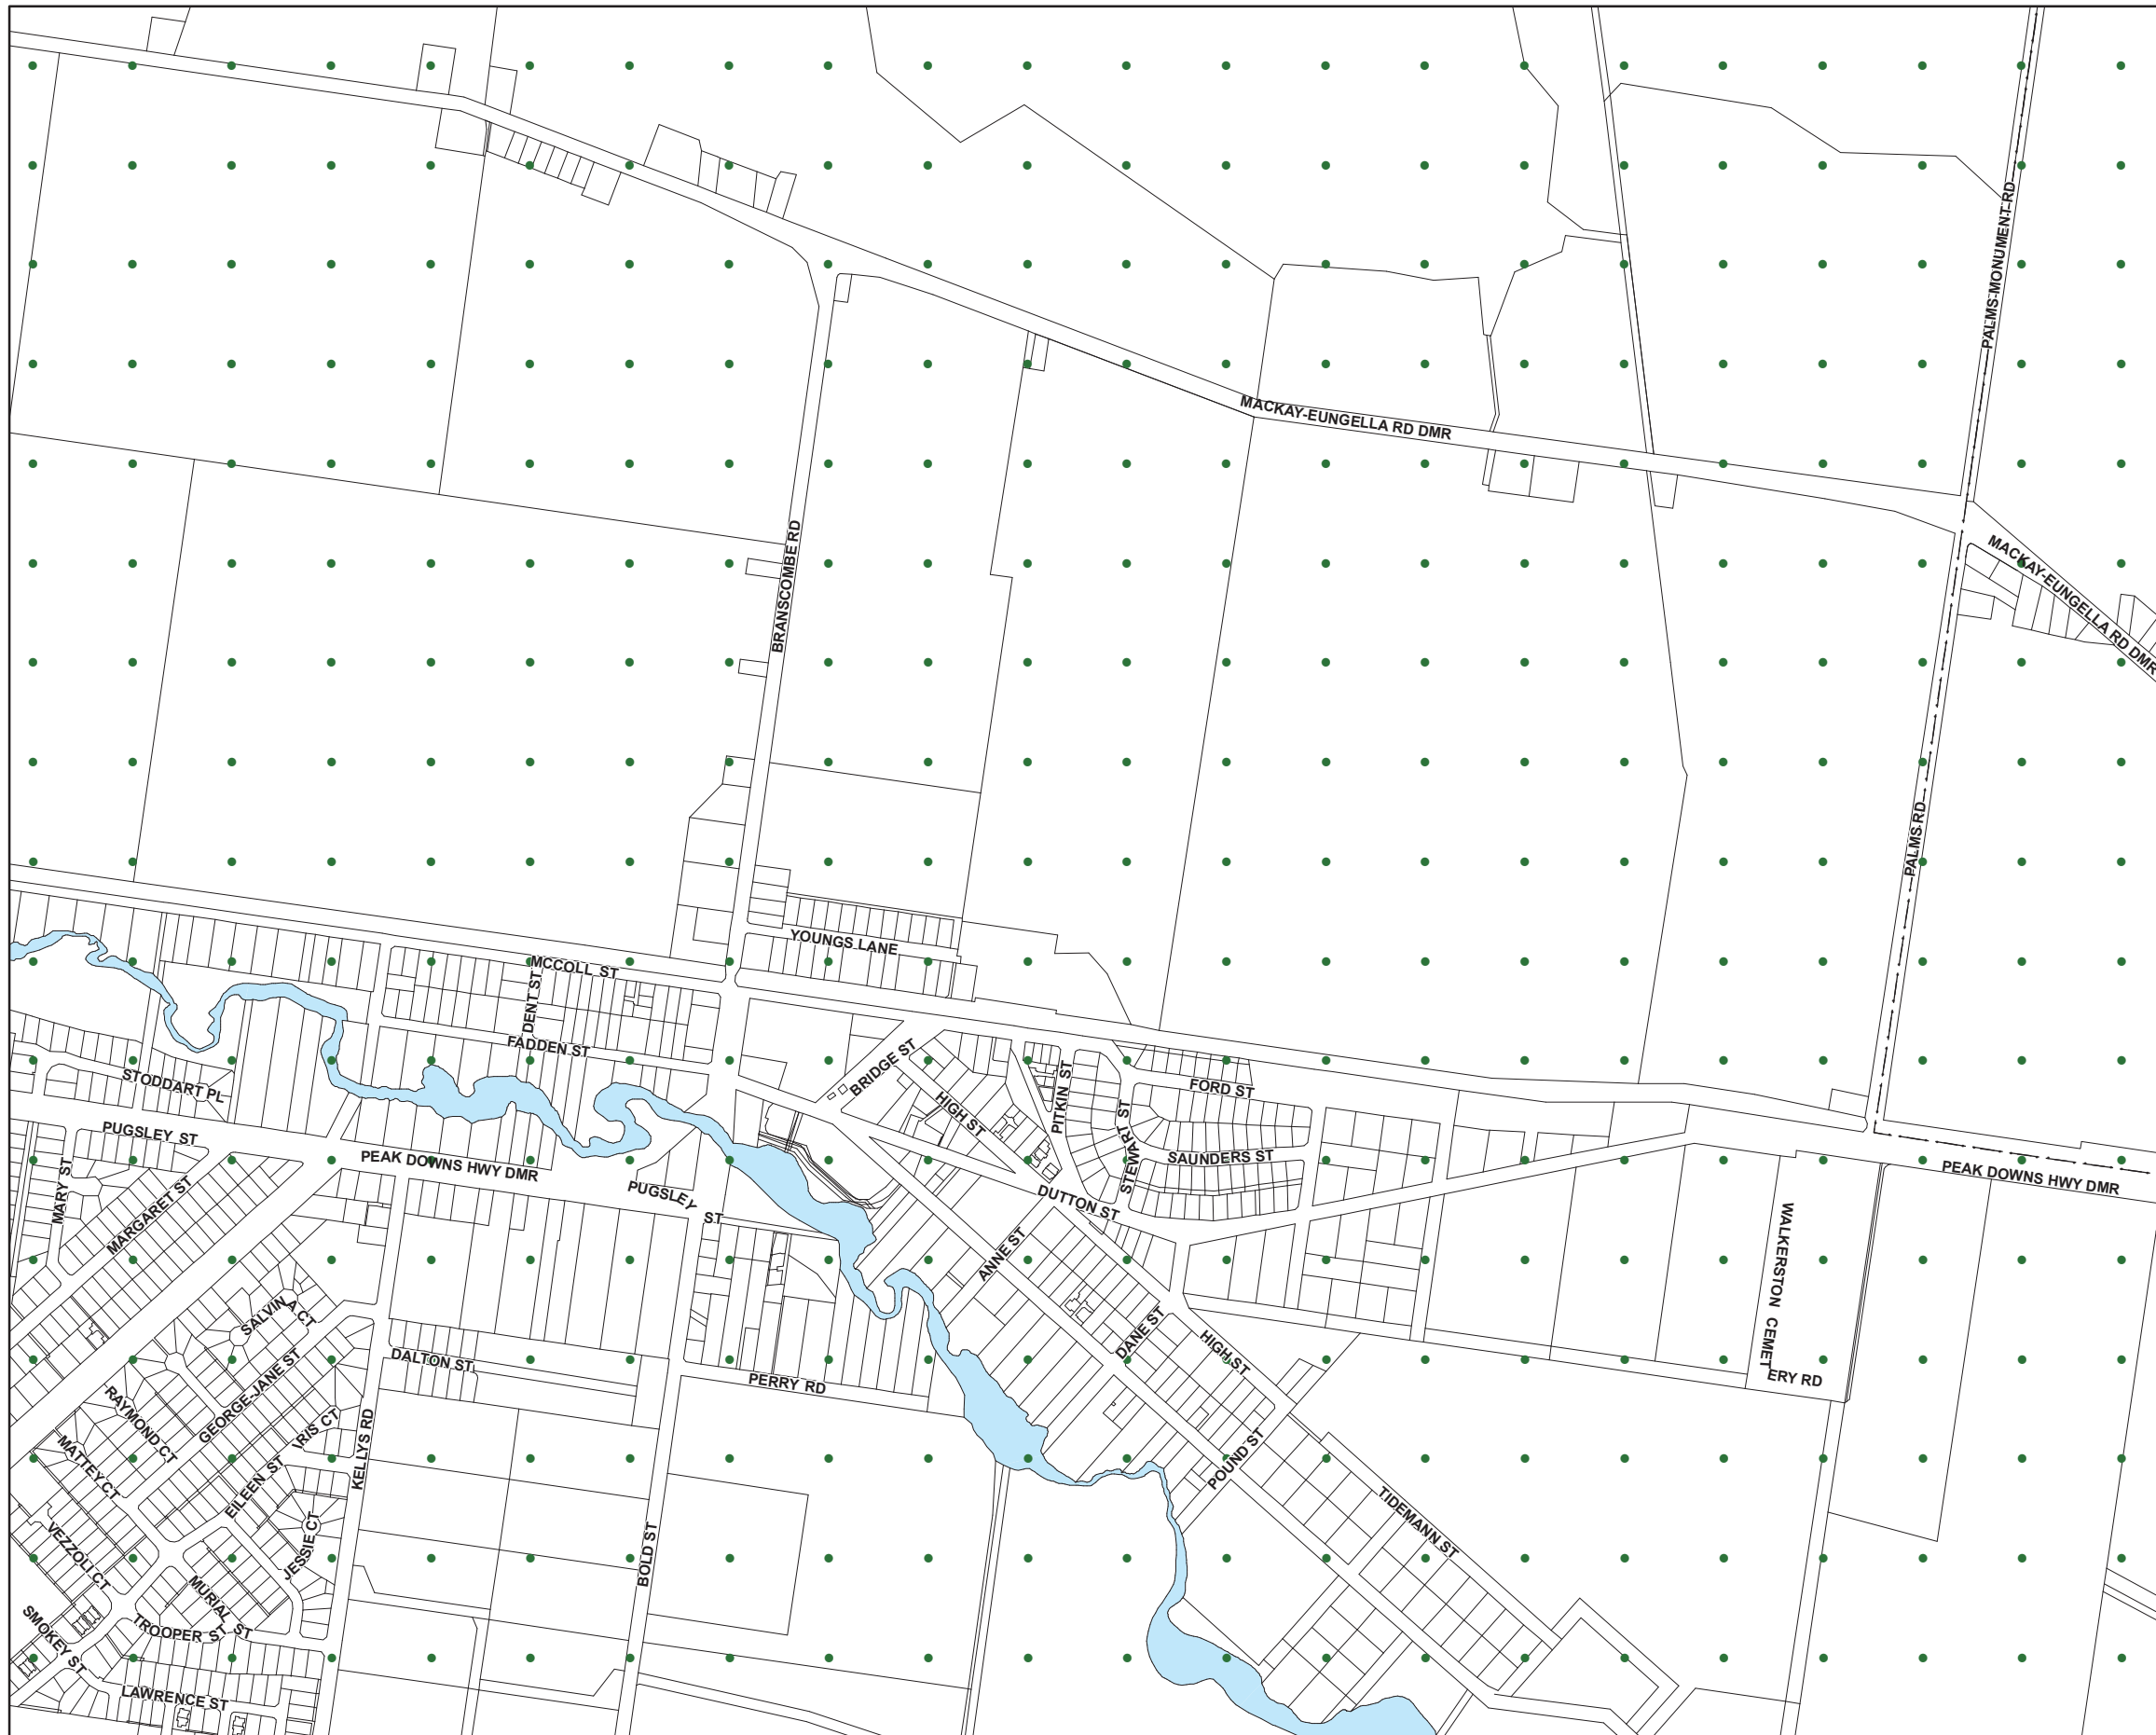 PALMS-MONUMENT RD
MACKAY-EUNGELLA RD DMR
MACKAY-EUNGELLA RD DMR
BRANSCOMBE RD
PALMS RD
YOUNGS LANE
MCCOLL ST
DENT ST
FADDEN ST
BRIDGE ST
HIGH ST
PITKIN ST
STEWART ST
FORD ST
SAUNDERS ST
STODDART PL
PUGSLEY ST
PEAK DOWNS HWY DMR
PUGSLEY ST
DUTTON ST
PEAK DOWNS HWY DMR
MARY ST
MARGARET ST
ANNE ST
WALKERSTON CEMETERY RD
SALVINA CT
DANE ST
HIGH ST
DALTON ST
PERRY RD
GEORGE-JANE ST
RAYMOND CT
IRIS CT
KELLYS RD
MATTEY CT
EILEEN ST
POUND ST
TIDEMANN ST
VEZZOLI CT
JESSIE CT
BOLD ST
MURIAL ST
SMOKEY ST
TROOPER ST
LAWRENCE ST